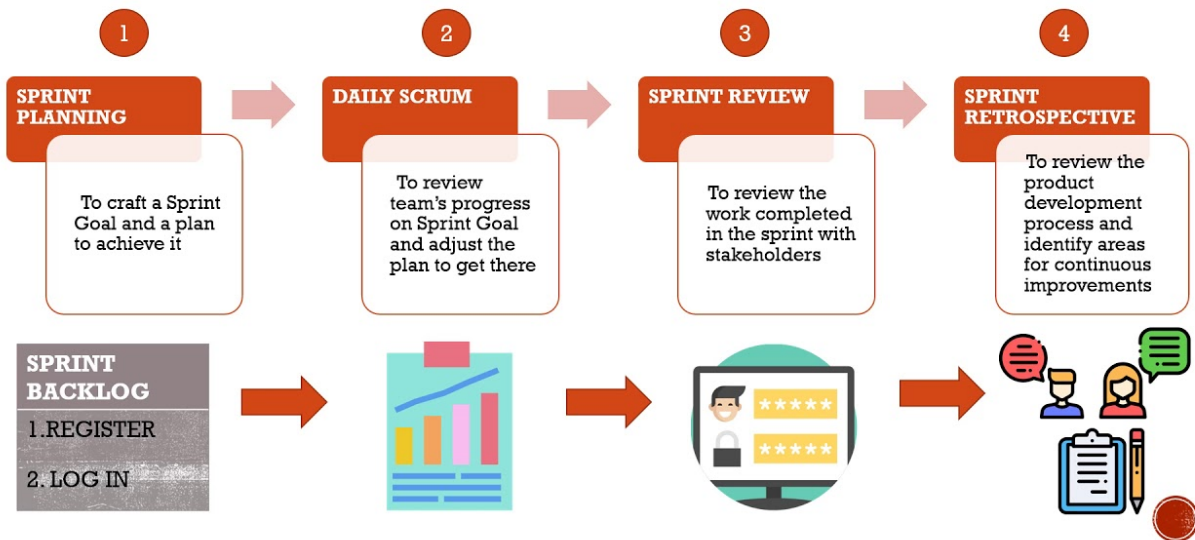 1
SPRINT
PLANNING
To craft a Sprint
Goal and a plan
to achieve it
2
DAILY SCRUM
To review
team's progress
on Sprint Goal
and adjust the
plan to get there
3
SPRINT REVIEW
To review the
work completed
in the sprint with
stakeholders
4
SPRINT
RETROSPECTIVE
To review the
product
development
process and
identify areas
for continuous
improvements
SPRINT
BACKLOG
1.REGISTER
2. LOG IN
*****
*****